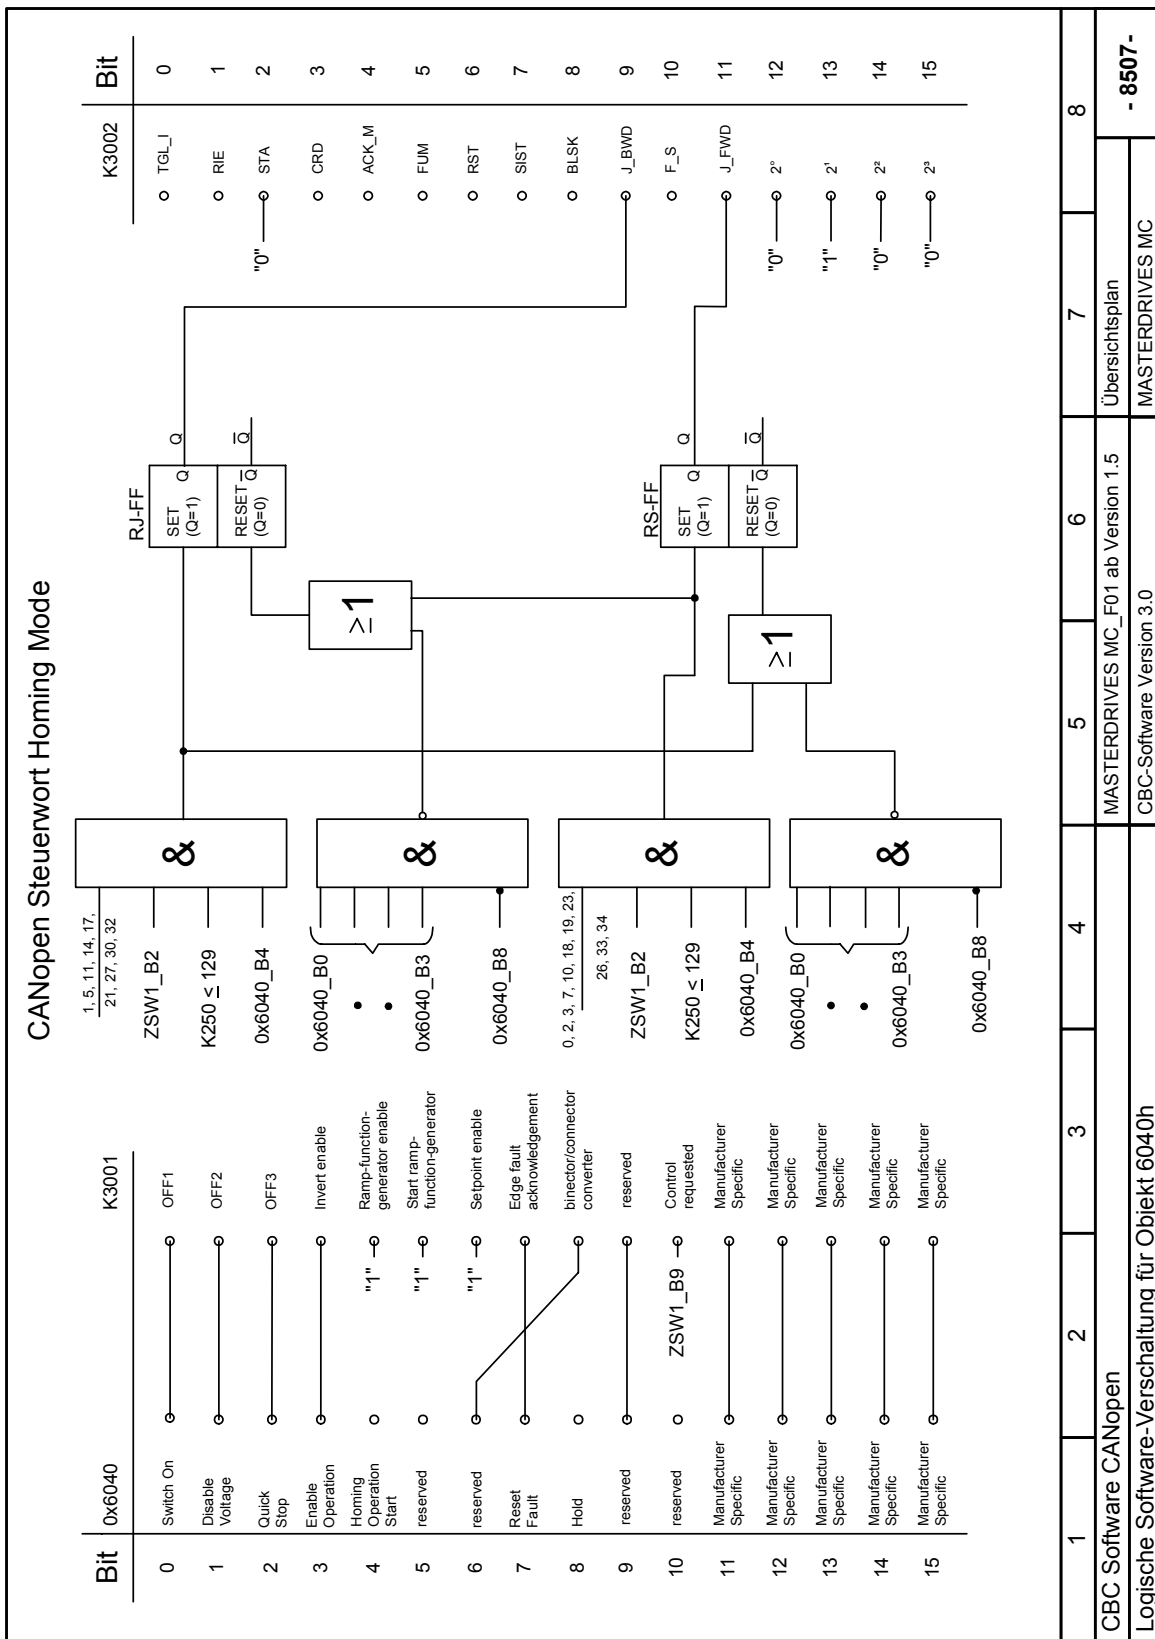 CANopen Steuerwort Homing Mode
Bit 0x6040 K3001
0 Switch On OFF1
1 Disable Voltage OFF2
2 Quick Stop OFF3
3 Enable Operation Invert enable
4 Homing Operation Start "1" Ramp-function-generator enable
5 reserved "1" Start ramp-function-generator
6 reserved "1" Setpoint enable
7 Reset Fault Edge fault acknowledgement
8 Hold binector/connector converter
9 reserved reserved
10 reserved ZSW1_B9 Control requested
11 Manufacturer Specific Manufacturer Specific
12 Manufacturer Specific Manufacturer Specific
13 Manufacturer Specific Manufacturer Specific
14 Manufacturer Specific Manufacturer Specific
15 Manufacturer Specific Manufacturer Specific
1, 5, 11, 14, 17,
21, 27, 30, 32
ZSW1_B2
K250 ≤ 129
0x6040_B4
&
0x6040_B0
0x6040_B3
0x6040_B8
&
0, 2, 3, 7, 10, 18, 19, 23,
26, 33, 34
ZSW1_B2
K250 ≤ 129
0x6040_B4
&
0x6040_B0
0x6040_B3
0x6040_B8
&
≥1
≥1
RJ-FF
SET Q Q
(Q=1)
RESET Q̅ Q̅
(Q=0)
RS-FF
SET Q Q
(Q=1)
RESET Q̅ Q̅
(Q=0)
K3002 Bit
TGL_I 0
RIE 1
"0" STA 2
CRD 3
ACK_M 4
FUM 5
RST 6
SIST 7
BLSK 8
J_BWD 9
F_S 10
J_FWD 11
"0" 2° 12
"1" 2¹ 13
"0" 2² 14
"0" 2³ 15
1 2 3 4 5 6 7 8
CBC Software CANopen MASTERDRIVES MC_F01 ab Version 1.5 Übersichtsplan - 8507-
Logische Software-Verschaltung für Objekt 6040h CBC-Software Version 3.0 MASTERDRIVES MC